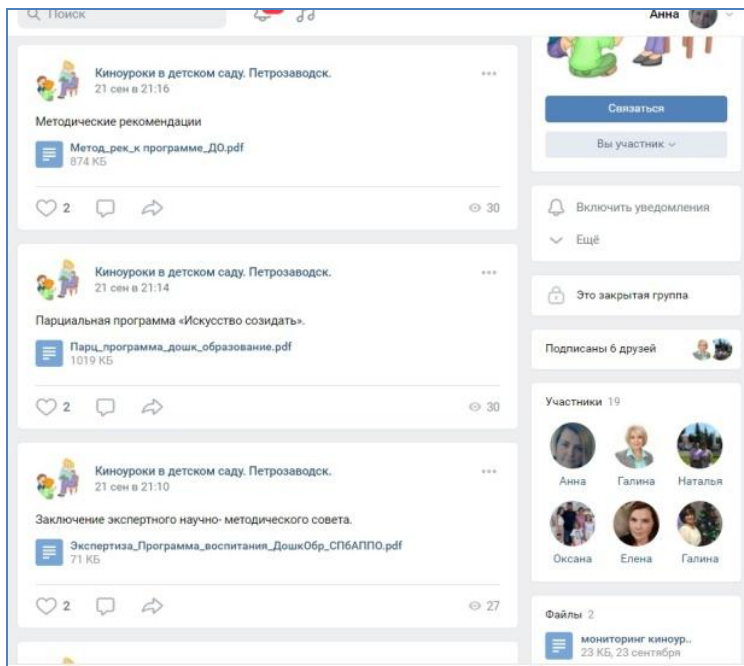 Поиск
Анна
Киноуроки в детском саду. Петрозаводск.
21 сен в 21:16
Методические рекомендации
Метод_рек_к программе_ДО.pdf
874 КБ
2
30
Киноуроки в детском саду. Петрозаводск.
21 сен в 21:14
Парциальная программа «Искусство созидать».
Парц_программа_дошк_образование.pdf
1019 КБ
2
30
Киноуроки в детском саду. Петрозаводск.
21 сен в 21:10
Заключение экспертного научно- методического совета.
Экспертиза_Программа_воспитания_ДошкОбр_СПбАППО.pdf
71 КБ
2
27
Связаться
Вы участник
Включить уведомления
Ещё
Это закрытая группа
Подписаны 6 друзей
Участники 19
Анна Галина Наталья
Оксана Елена Галина
Файлы 2
мониторинг киноур..
23 КБ, 23 сентября